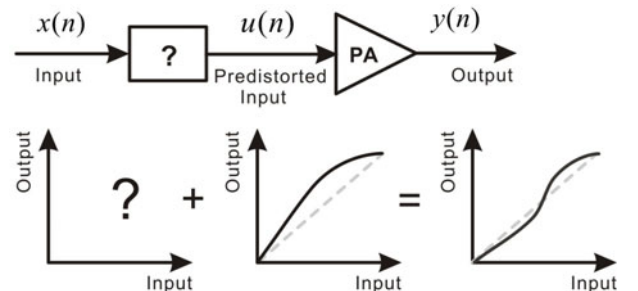 x(n) u(n) y(n)
? PA
Input Predistorted Input Output
Output ? + Output = Output
Input Input Input